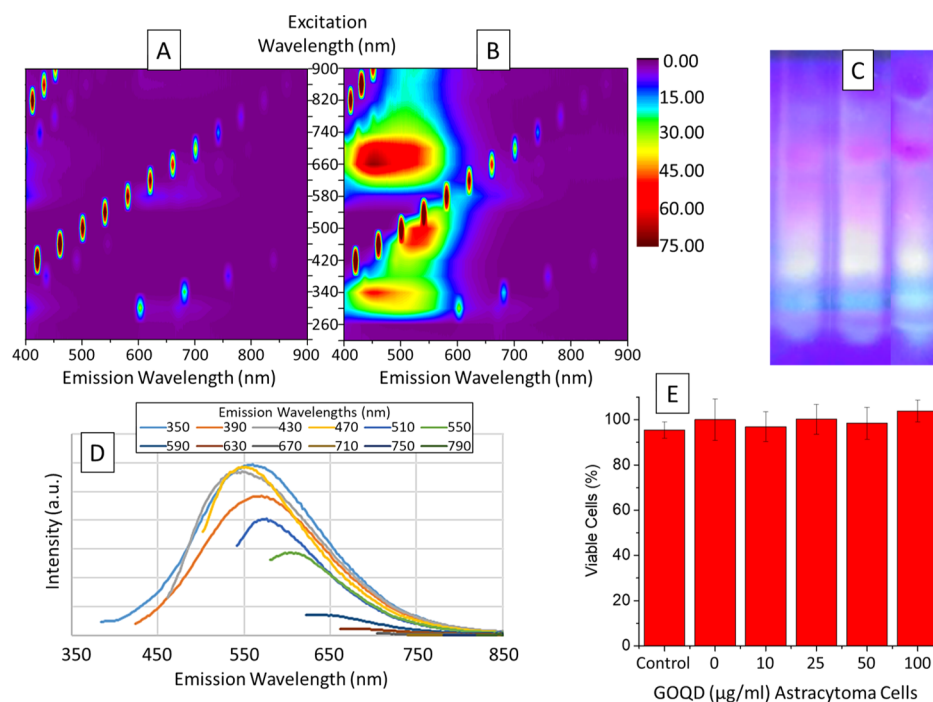 A
Excitation
Wavelength (nm)
B
C
900
820
740
660
580
500
420
340
260
0.00
15.00
30.00
45.00
60.00
75.00
400 500 600 700 800 900
400 500 600 700 800 900
Emission Wavelength (nm)
Emission Wavelength (nm)
D
Emission Wavelengths (nm)
350 390 430 470 510 550
590 630 670 710 750 790
Intensity (a.u.)
350 450 550 650 750 850
Emission Wavelength (nm)
E
Viable Cells (%)
100
80
60
40
20
0
Control 0 10 25 50 100
GOQD (µg/ml) Astracytoma Cells